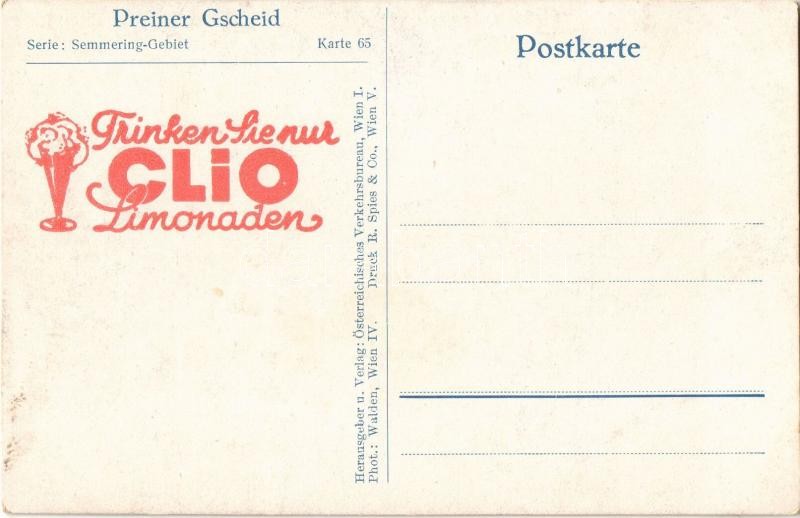 Preiner Gscheid
Serie: Semmering-Gebiet Karte 65
Postkarte
Trinken Sie nur
CLiO
Limonaden
Herausgeber u. Verlag: Österreichisches Verkehrsbureau, Wien I.
Phot.: Walden, Wien IV. Druck R. Spies & Co., Wien V.